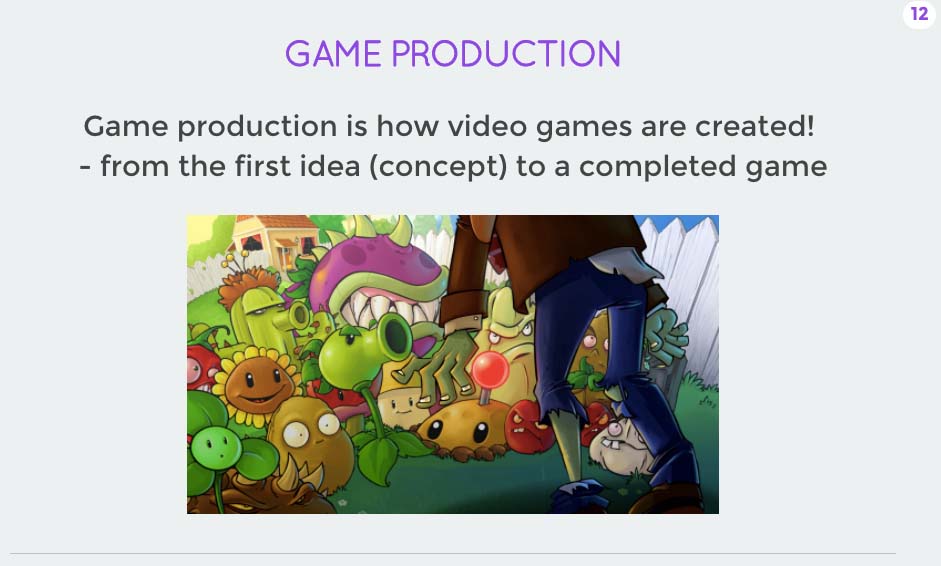 12
GAME PRODUCTION
Game production is how video games are created!
- from the first idea (concept) to a completed game